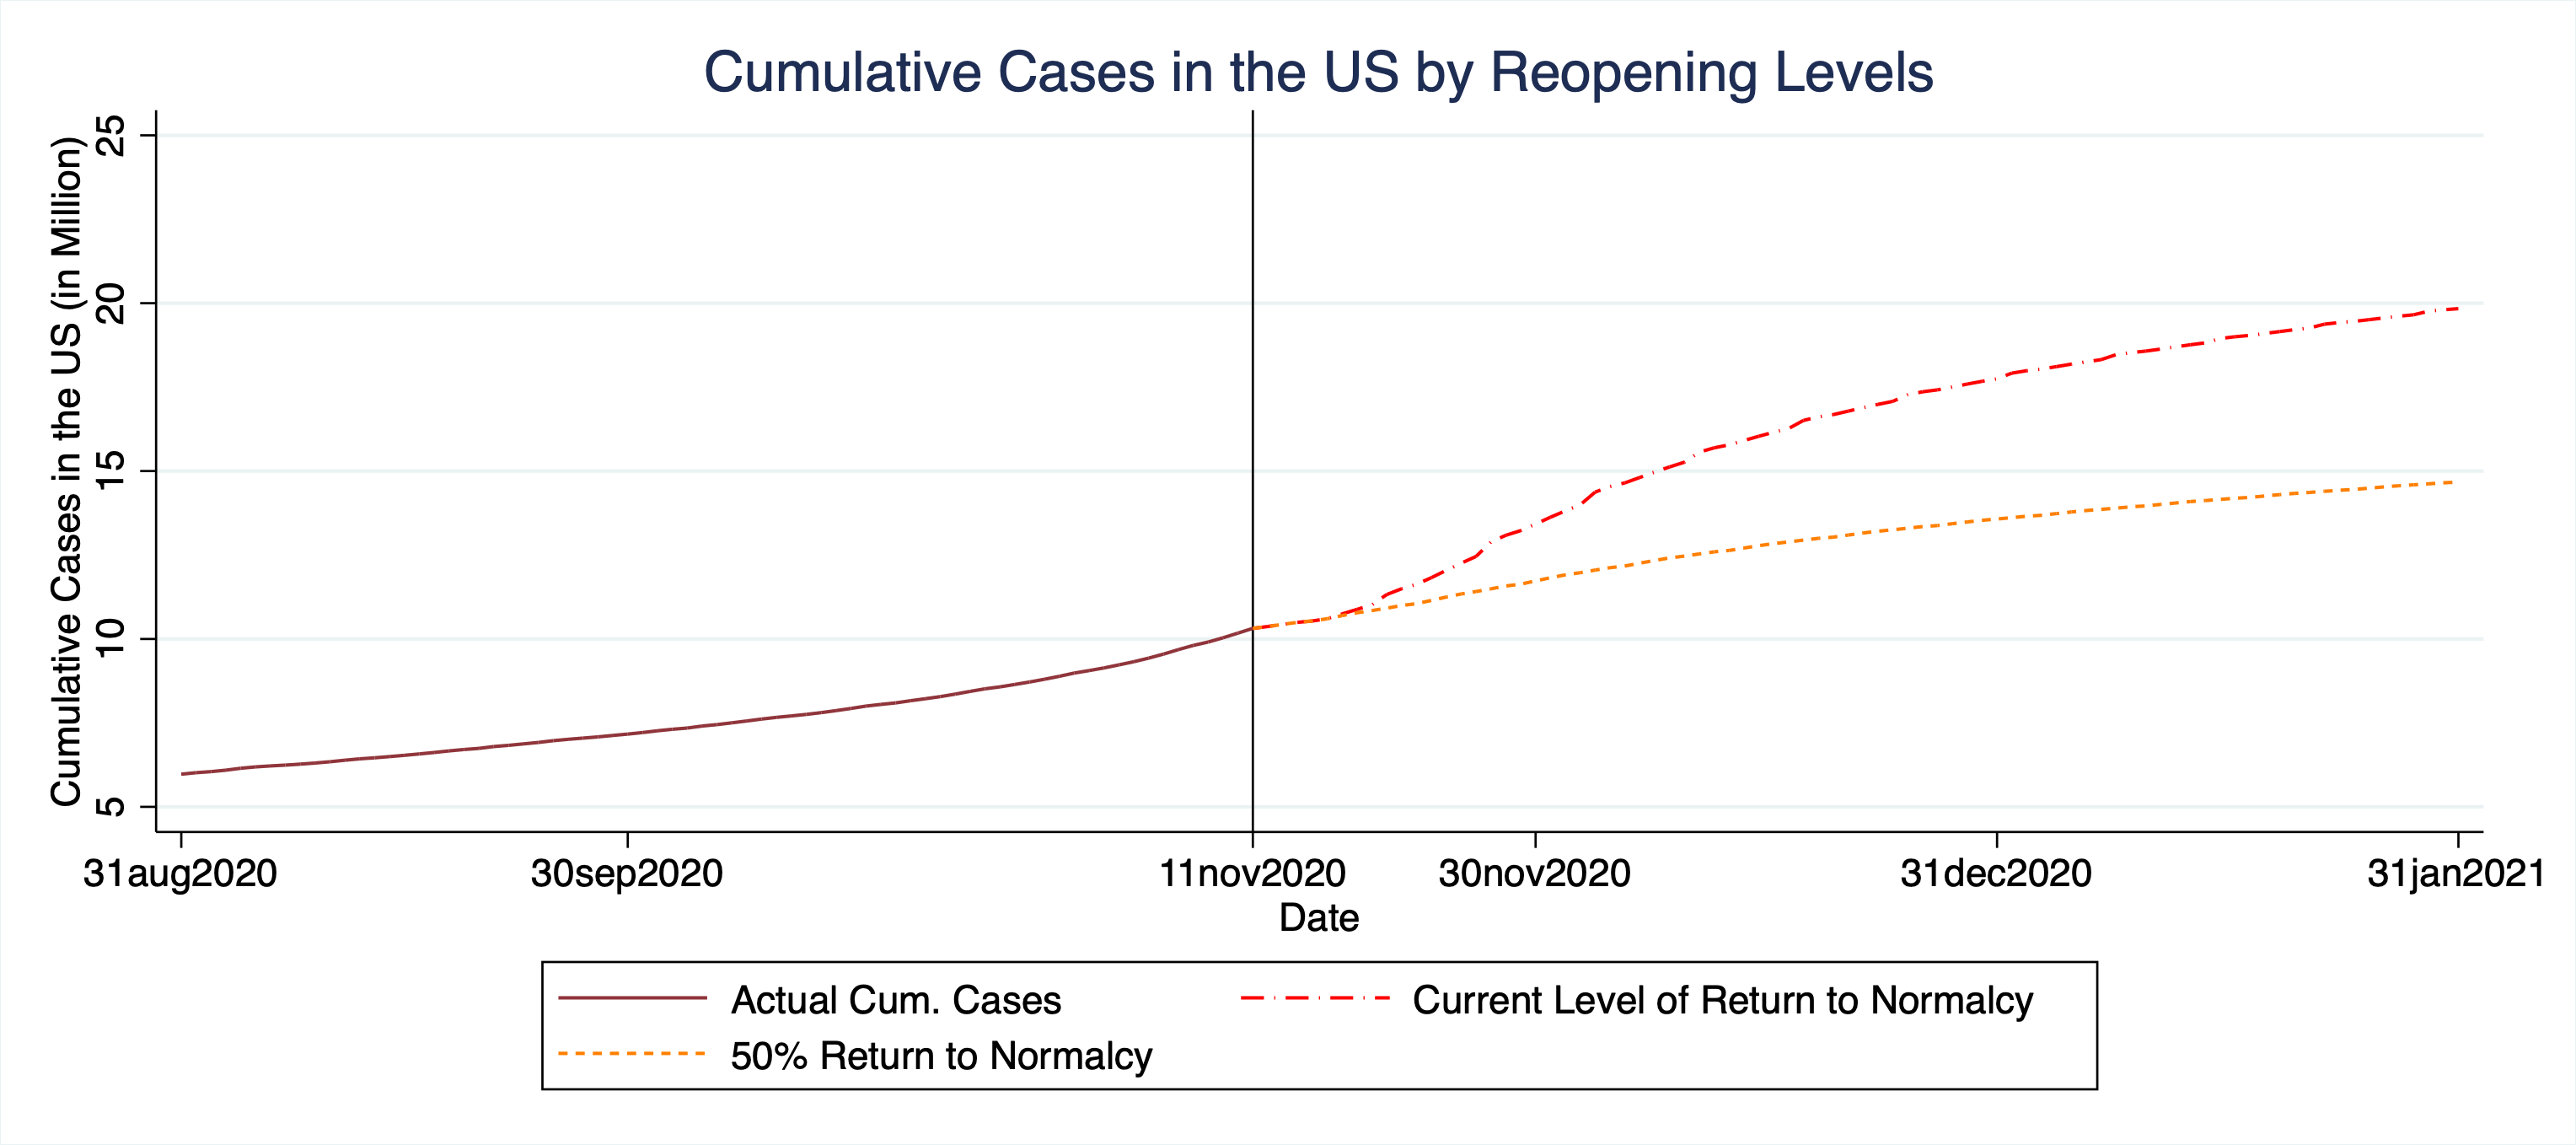 Cumulative Cases in the US by Reopening Levels
Cumulative Cases in the US (in Million)
25
20
15
10
5
31aug2020 30sep2020 11nov2020 30nov2020 31dec2020 31jan2021
Date
Actual Cum. Cases Current Level of Return to Normalcy
50% Return to Normalcy